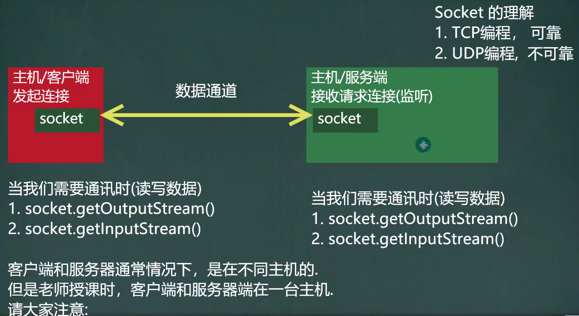 Socket 的理解
1. TCP编程， 可靠
2. UDP编程,  不可靠
主机/客户端
发起连接
socket
数据通道
主机/服务端
接收请求连接(监听)
socket
当我们需要通讯时(读写数据)
1. socket.getOutputStream()
2. socket.getInputStream()
当我们需要通讯时(读写数据)
1. socket.getOutputStream()
2. socket.getInputStream()
客户端和服务器通常情况下，是在不同主机的.
但是老师授课时，客户端和服务器端在一台主机.
请大家注意: